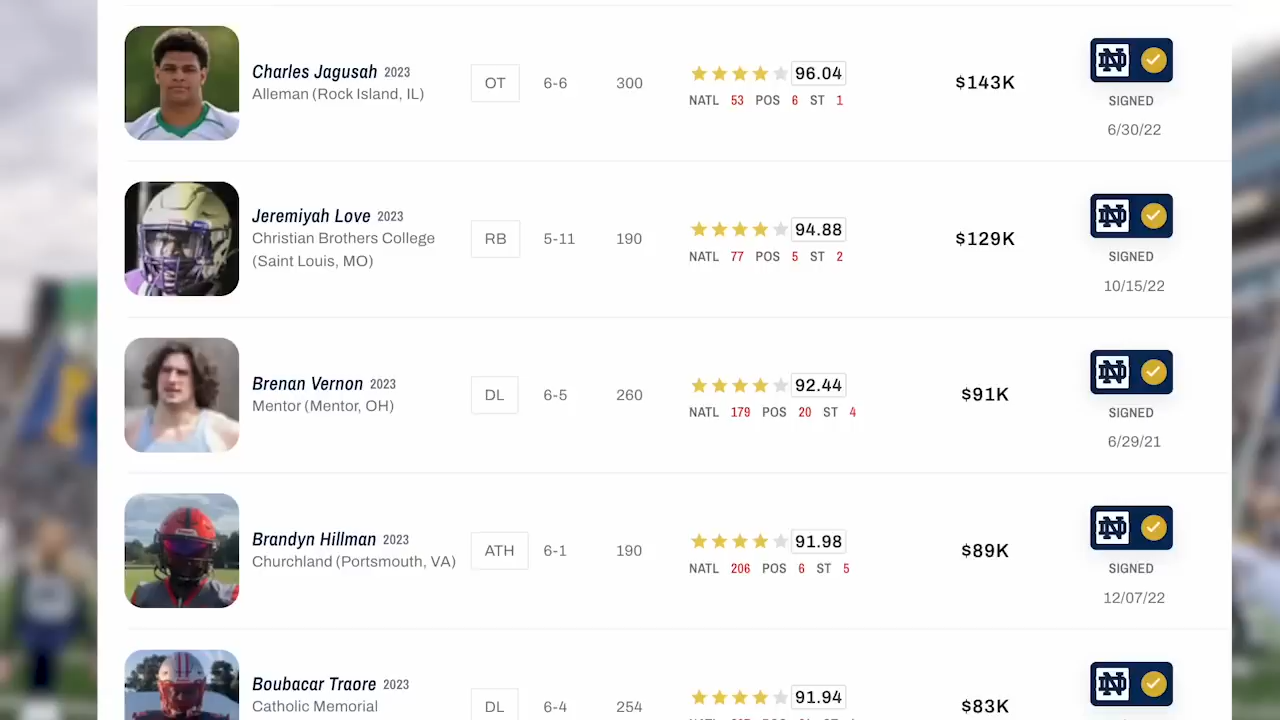 Charles Jagusah 2023
Alleman (Rock Island, IL)
OT 6-6 300
96.04
NATL 53 POS 6 ST 1
$143K
ND
SIGNED
6/30/22
Jeremiyah Love 2023
Christian Brothers College
(Saint Louis, MO)
RB 5-11 190
94.88
NATL 77 POS 5 ST 2
$129K
ND
SIGNED
10/15/22
Brenan Vernon 2023
Mentor (Mentor, OH)
DL 6-5 260
92.44
NATL 179 POS 20 ST 4
$91K
ND
SIGNED
6/29/21
Brandyn Hillman 2023
Churchland (Portsmouth, VA)
ATH 6-1 190
91.98
NATL 206 POS 6 ST 5
$89K
ND
SIGNED
12/07/22
Boubacar Traore 2023
Catholic Memorial
DL 6-4 254
91.94
$83K
ND